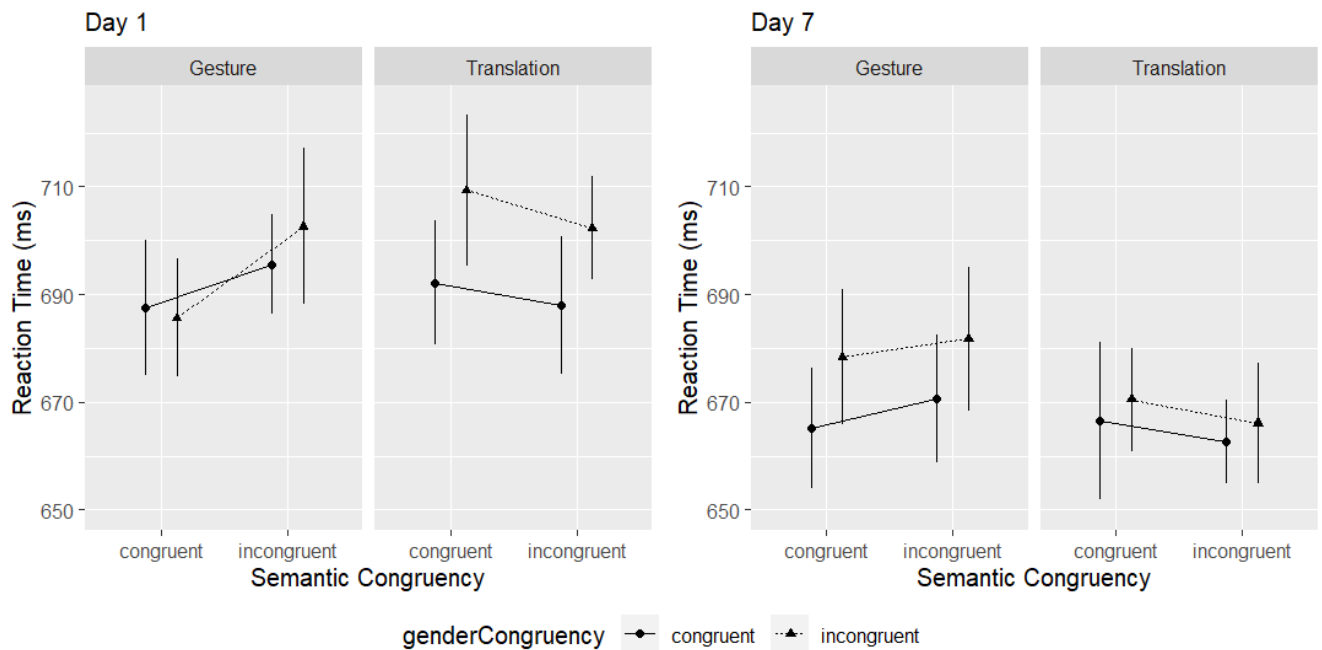 Day 1
Gesture
Translation
710
690
670
650
Reaction Time (ms)
congruent
incongruent
congruent
incongruent
Semantic Congruency
Day 7
Gesture
Translation
710
690
670
650
Reaction Time (ms)
congruent
incongruent
congruent
incongruent
Semantic Congruency
genderCongruency congruent incongruent